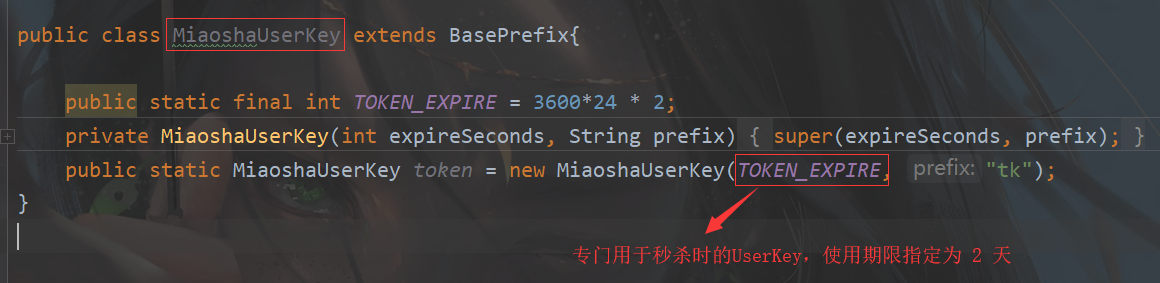 public class MiaoshaUserKey extends BasePrefix{
public static final int TOKEN_EXPIRE = 3600*24 * 2;
private MiaoshaUserKey(int expireSeconds, String prefix) { super(expireSeconds, prefix); }
public static MiaoshaUserKey token = new MiaoshaUserKey(TOKEN_EXPIRE, prefix: "tk");
}
专门用于秒杀时的UserKey，使用期限指定为 2 天